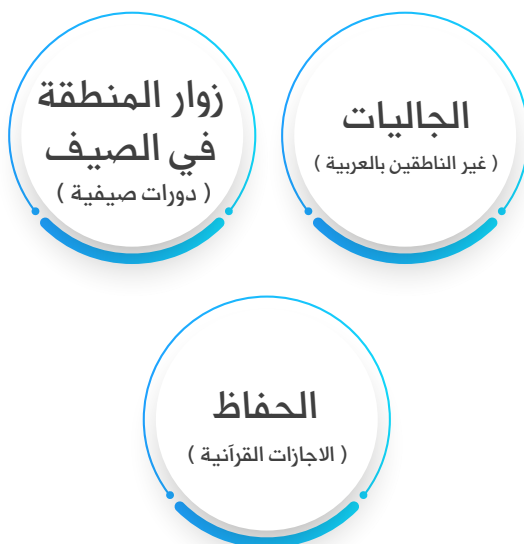 الجاليات
( غير الناطقين بالعربية )
زوار المنطقة
في الصيف
( دورات صيفية )
الحفاظ
( الاجازات القرآنية )